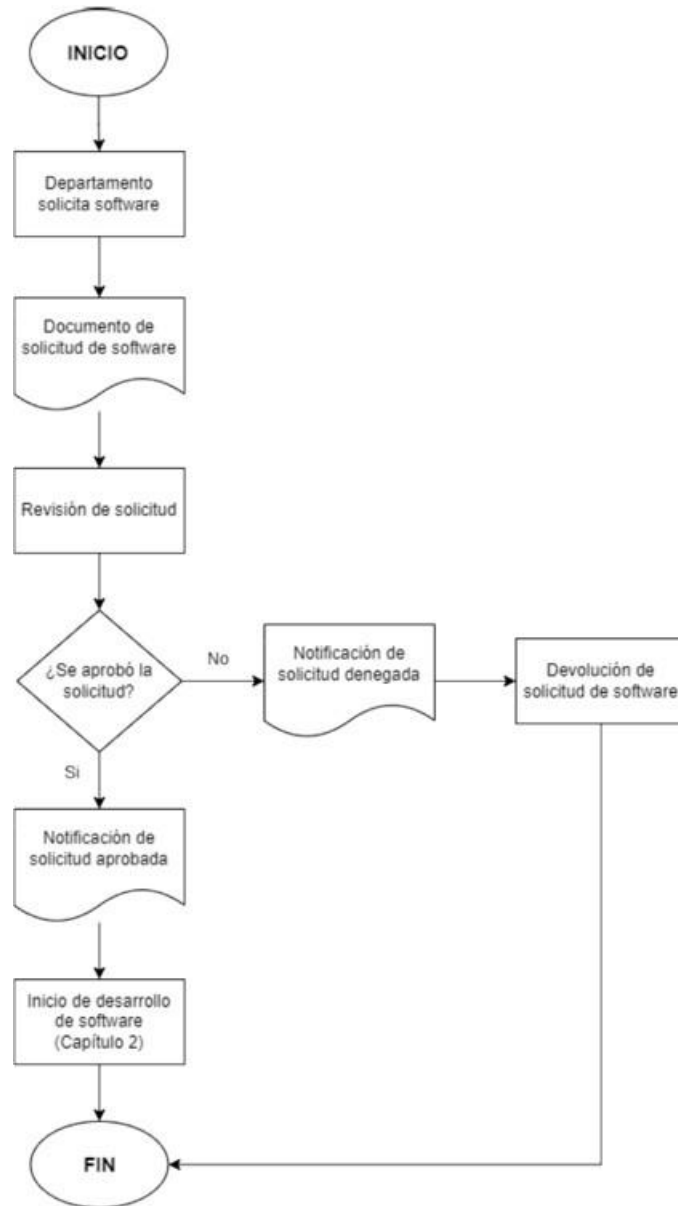 INICIO
Departamento
solicita software
Documento de
solicitud de software
Revisión de solicitud
¿Se aprobó la
solicitud?
No
Notificación de
solicitud denegada
Devolución de
solicitud de software
Si
Notificación de
solicitud aprobada
Inicio de desarrollo
de software
(Capítulo 2)
FIN